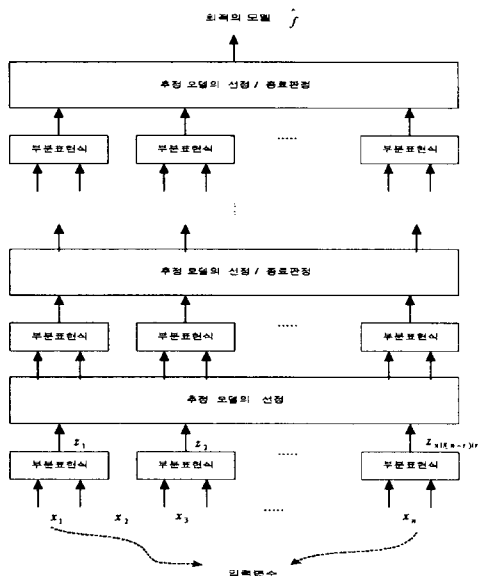 최적의 모델 f̂
추정 모델의 선정 / 종료판정
부분표현식 부분표현식 ..... 부분표현식
추정 모델의 선정 / 종료판정
부분표현식 부분표현식 ..... 부분표현식
추정 모델의 선정
z₁ z₂
부분표현식 부분표현식 ..... 부분표현식
x₁ x₂ x₃ ..... xₙ
입력변수